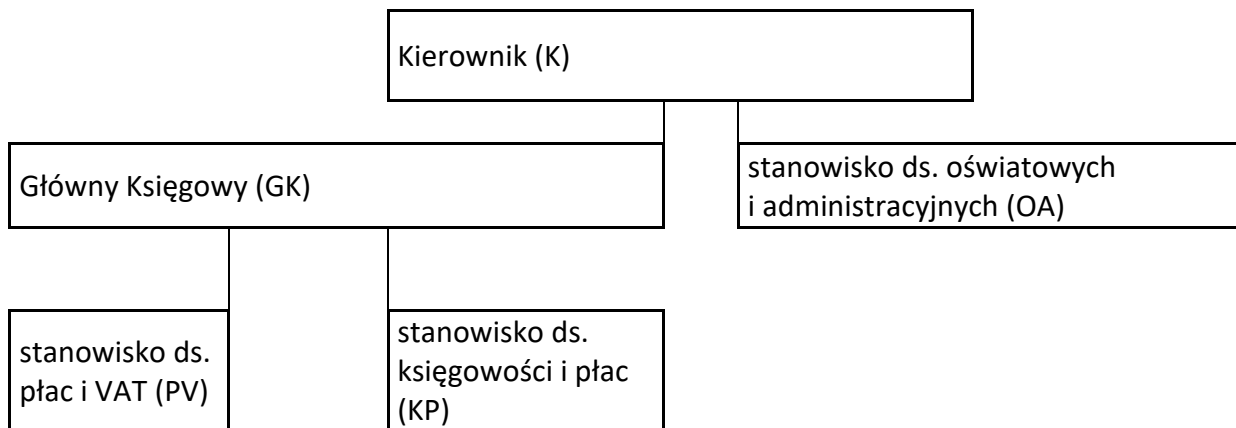 Kierownik (K)
Główny Księgowy (GK)
stanowisko ds. oświatowych
i administracyjnych (OA)
stanowisko ds.
płac i VAT (PV)
stanowisko ds.
księgowości i płac
(KP)